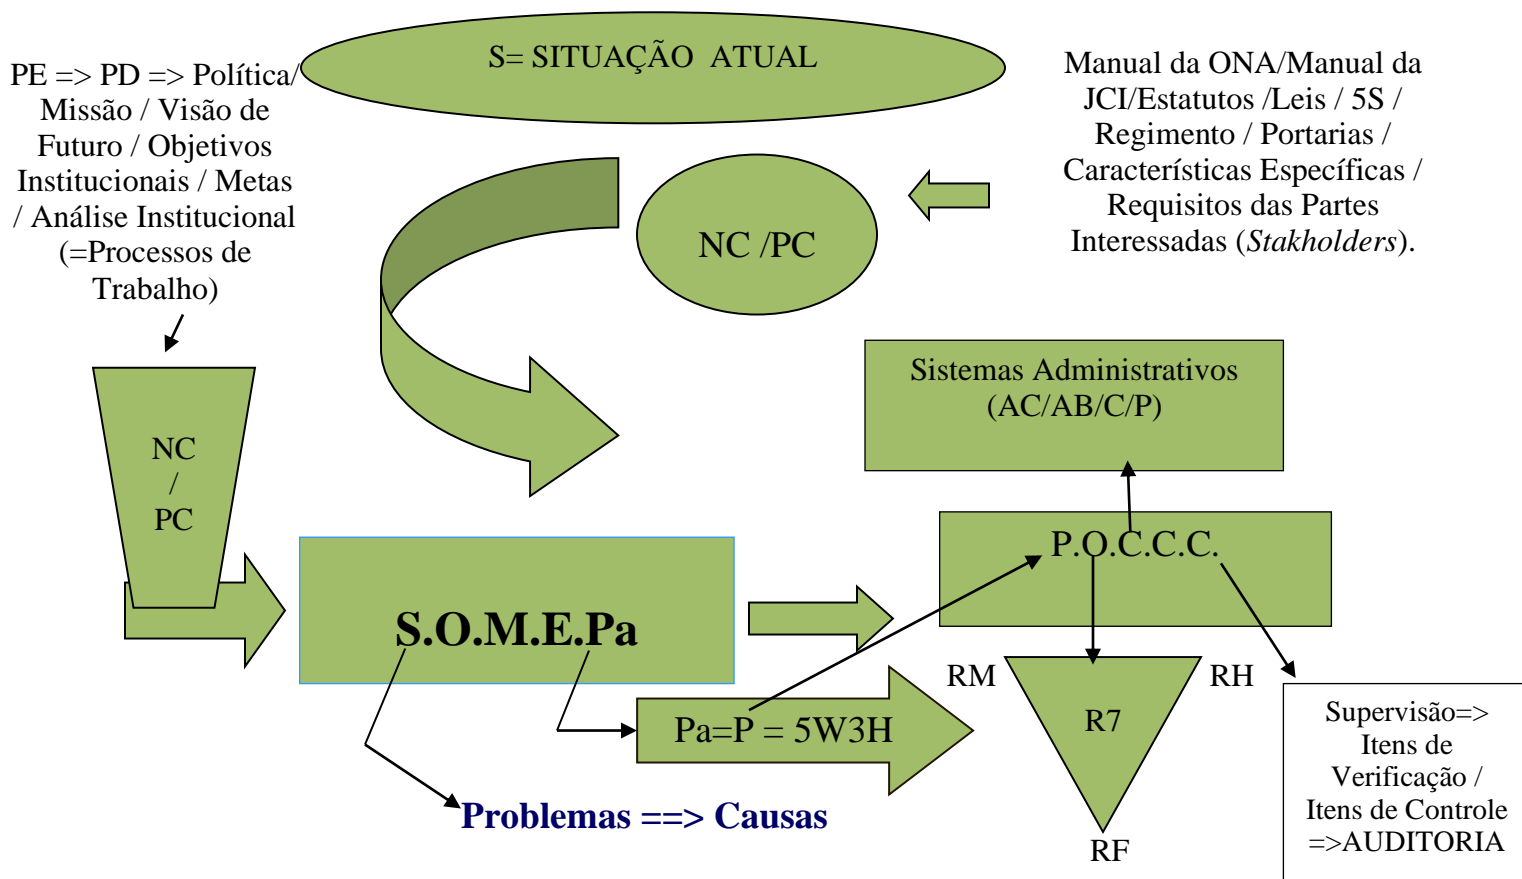 S= SITUAÇÃO  ATUAL
PE => PD => Política/
Missão / Visão de
Futuro / Objetivos
Institucionais / Metas
/ Análise Institucional
(=Processos de
Trabalho)
Manual da ONA/Manual da
JCI/Estatutos /Leis / 5S /
Regimento / Portarias /
Característícas Específicas /
Requisitos das Partes
Interessadas (Stakholders).
NC /PC
Sistemas Administrativos
(AC/AB/C/P)
NC
/
PC
P.O.C.C.C.
S.O.M.E.Pa
RM
RH
R7
RF
Pa=P = 5W3H
Problemas ==> Causas
Supervisão=>
Itens de
Verificação /
Itens de Controle
=>AUDITORIA